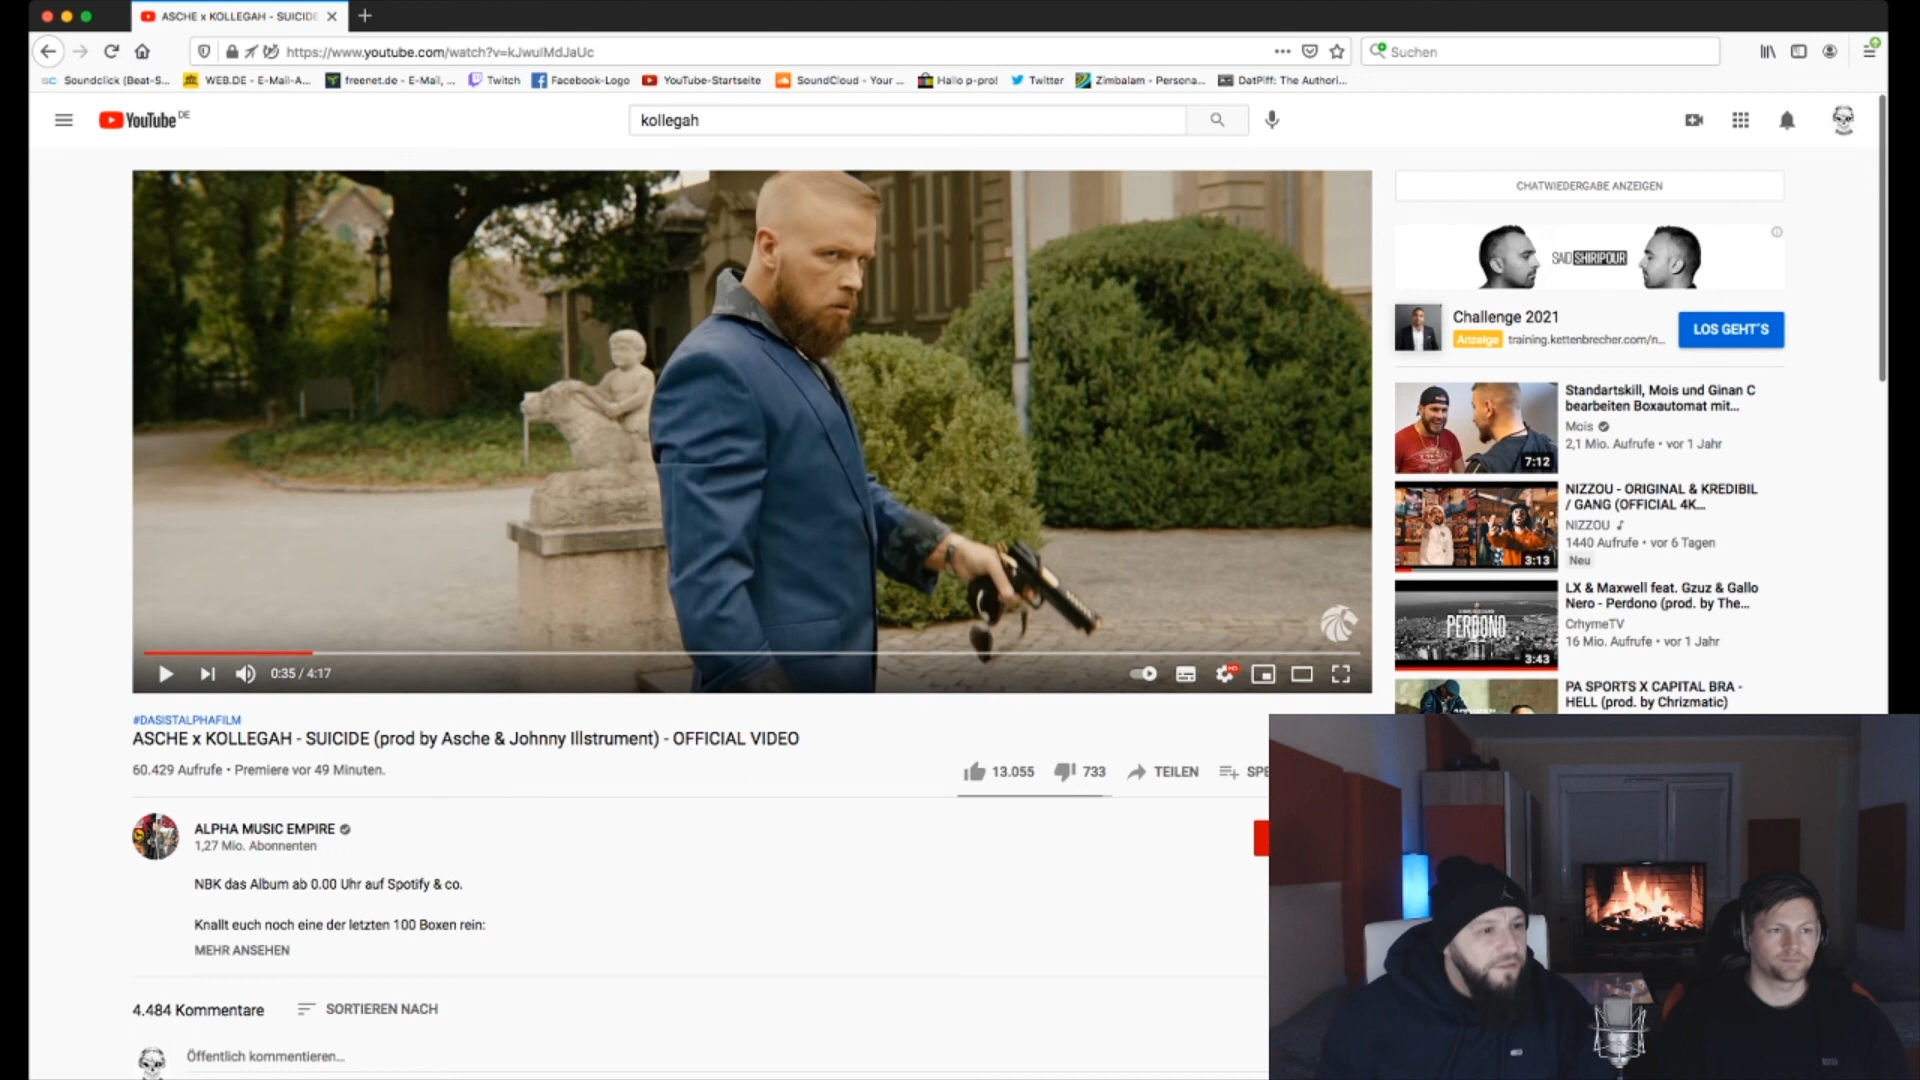 ASCHE x KOLLEGAH - SUICIDE
https://www.youtube.com/watch?v=kJwuIMdJaUc
Suchen
Soundclick (Beat-S...
WEB.DE - E-Mail-A...
freenet.de - E-Mail, ...
Twitch
Facebook-Logo
YouTube-Startseite
SoundCloud - Your ...
Hallo p-pro!
Twitter
Zimbalam - Persona...
DatPiff: The Authori...
YouTube DE
kollegah
CHATWIEDERGABE ANZEIGEN
SAID SHIRIPOUR
Challenge 2021
Anzeige training.kettenbrecher.com/n...
LOS GEHT´S
Standartskill, Mois und Ginan C
bearbeiten Boxautomat mit...
Mois
2,1 Mio. Aufrufe • vor 1 Jahr
7:12
NIZZOU - ORIGINAL & KREDIBIL
/ GANG (OFFICIAL 4K...
NIZZOU
1440 Aufrufe • vor 6 Tagen
Neu
3:13
LX & Maxwell feat. Gzuz & Gallo
Nero - Perdono (prod. by The...
CrhymeTV
16 Mio. Aufrufe • vor 1 Jahr
PERDONO
3:43
PA SPORTS X CAPITAL BRA -
HELL (prod. by Chrizmatic)
0:35 / 4:17
HD
#DASISTALPHAFILM
ASCHE x KOLLEGAH - SUICIDE (prod by Asche & Johnny Illstrument) - OFFICIAL VIDEO
60.429 Aufrufe • Premiere vor 49 Minuten.
13.055
733
TEILEN
SPE
ALPHA MUSIC EMPIRE
1,27 Mio. Abonnenten
NBK das Album ab 0.00 Uhr auf Spotify & co.
Knallt euch noch eine der letzten 100 Boxen rein:
MEHR ANSEHEN
4.484 Kommentare
SORTIEREN NACH
Öffentlich kommentieren...